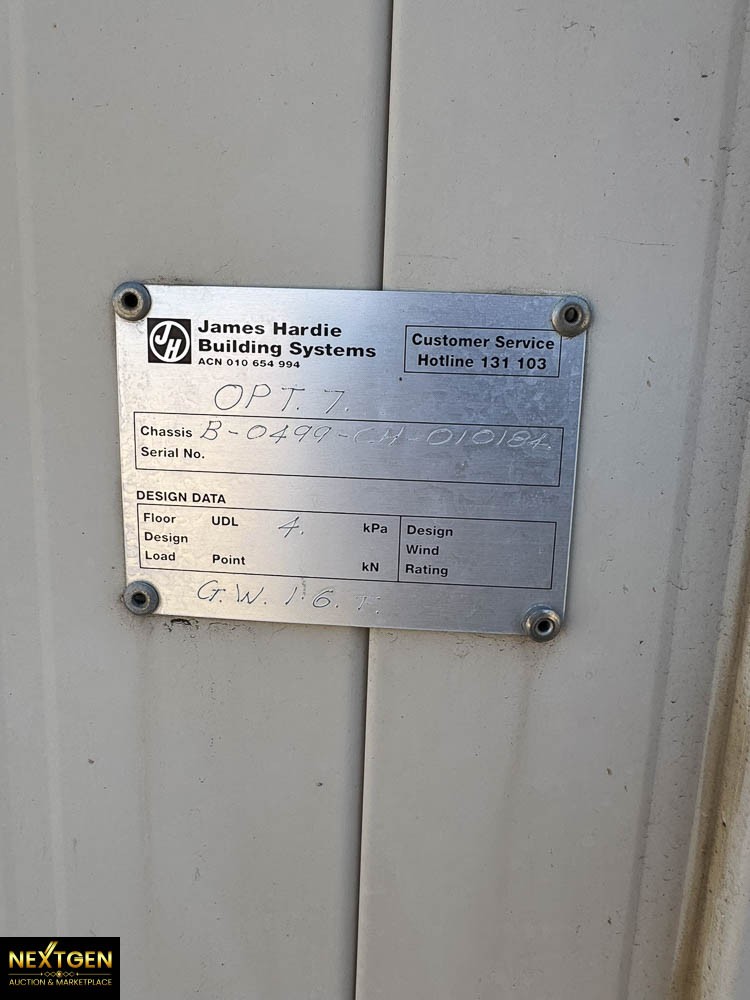 JH
James Hardie
Building Systems
ACN 010 654 994
Customer Service
Hotline 131 103
OPT. 7.
Chassis B-0499-CH-010184
Serial No.
DESIGN DATA
Floor UDL 4. kPa
Design
Load Point kN
Design
Wind
Rating
G.W. 1.6 T.
NEXTGEN
AUCTION & MARKETPLACE